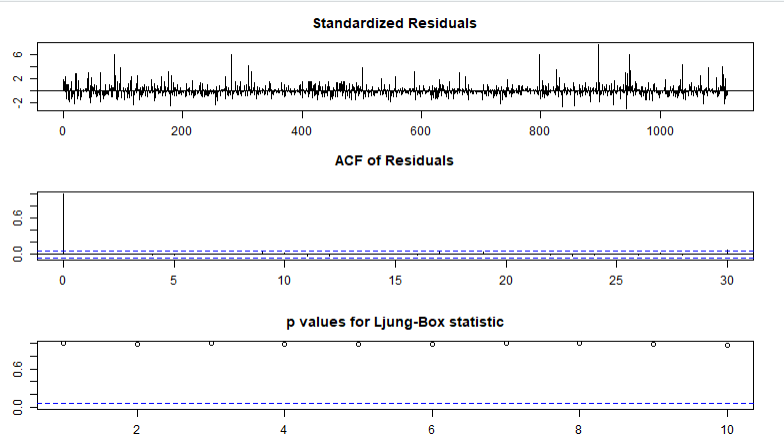 Standardized Residuals
6
2
-2
0 200 400 600 800 1000
ACF of Residuals
0.6
0.0
0 5 10 15 20 25 30
p values for Ljung-Box statistic
0.6
0.0
2 4 6 8 10